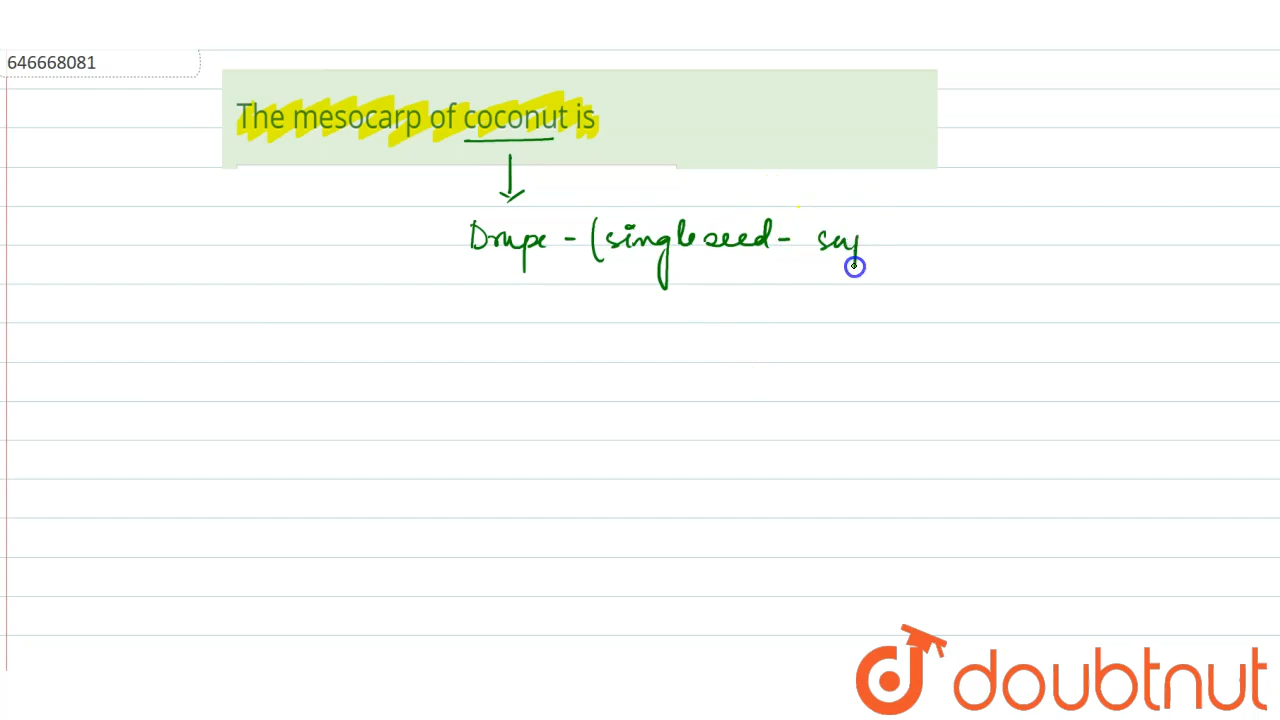 646668081
The mesocarp of coconut is
Drupe - (single seed -
doubtnut